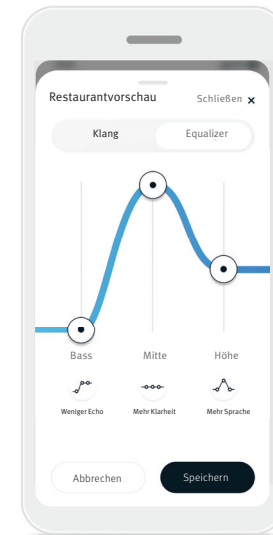 Restaurantvorschau Schließen ×
Klang Equalizer
Bass Mitte Höhe
Weniger Echo Mehr Klarheit Mehr Sprache
Abbrechen Speichern